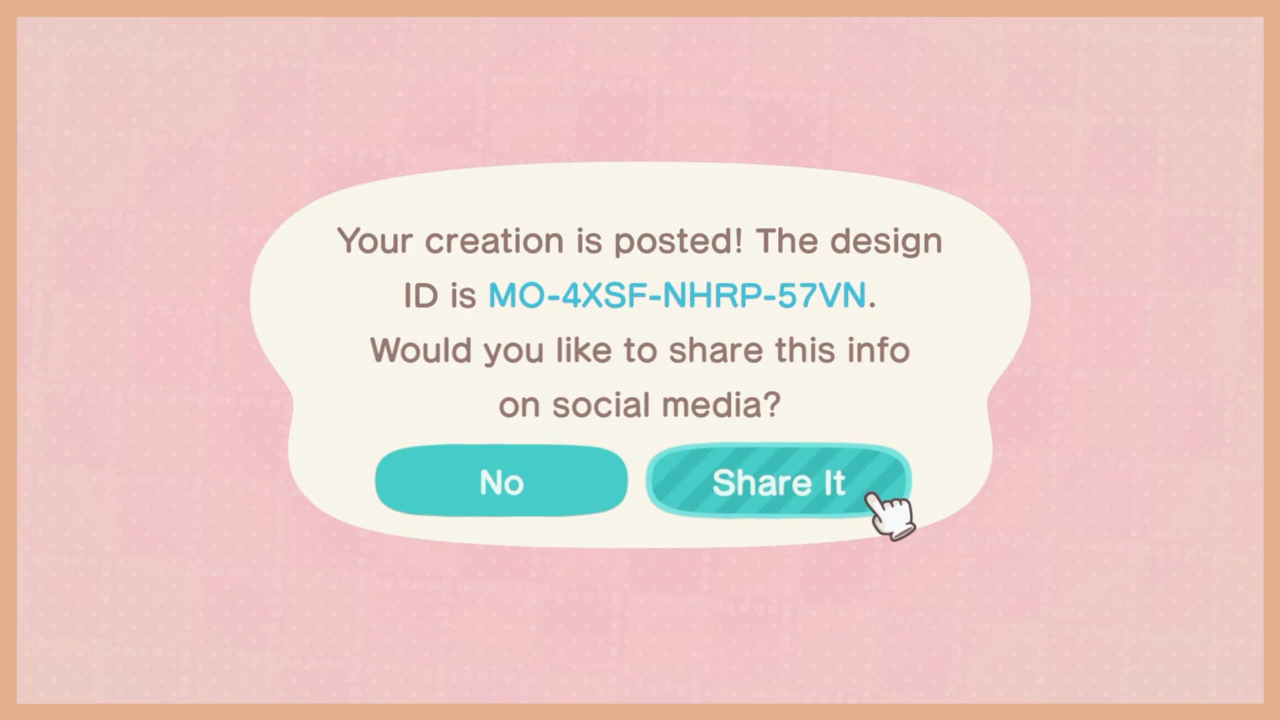 Your creation is posted! The design
ID is MO-4XSF-NHRP-57VN.
Would you like to share this info
on social media?
No
Share It